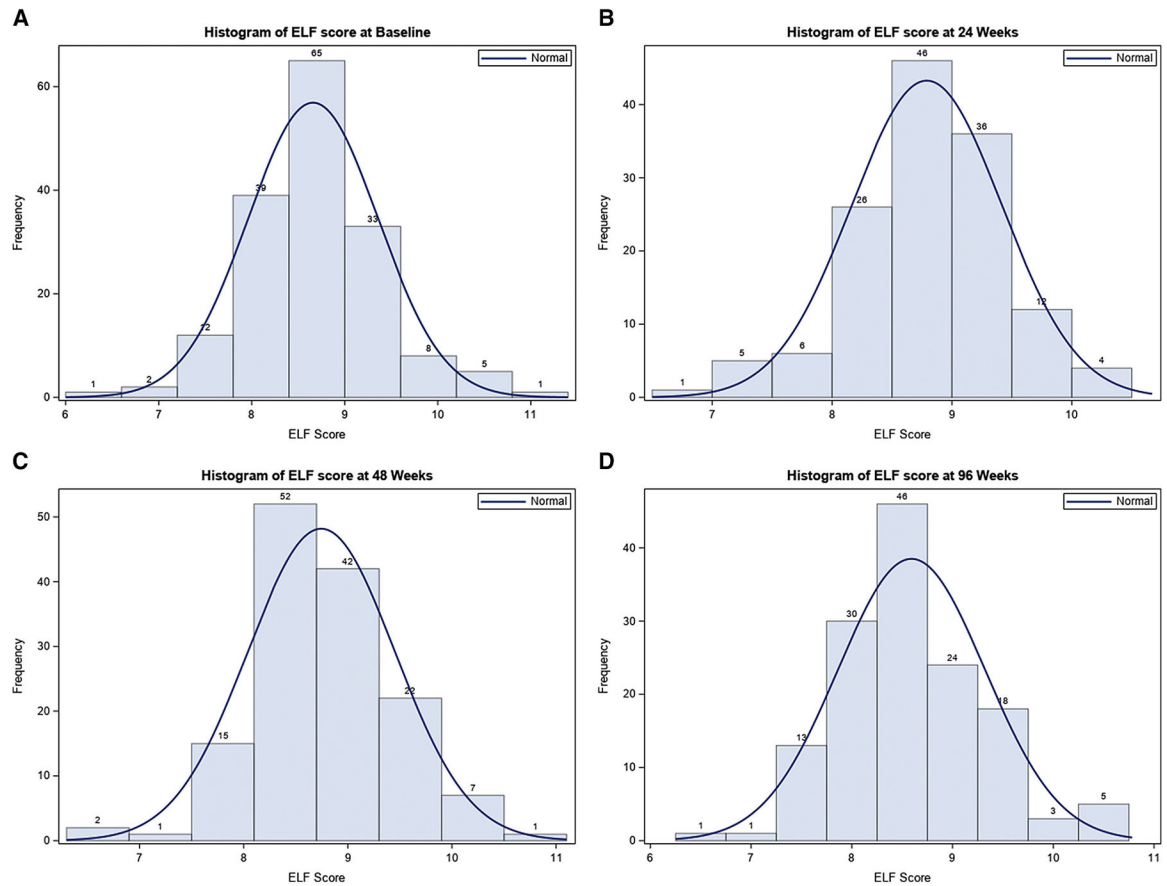 A
Histogram of ELF score at Baseline
Normal
65
39
33
12
8
5
2
1
1
60
40
20
0
Frequency
6 7 8 9 10 11
ELF Score
B
Histogram of ELF score at 24 Weeks
Normal
46
36
26
12
6
5
4
1
40
30
20
10
0
Frequency
7 8 9 10
ELF Score
C
Histogram of ELF score at 48 Weeks
Normal
52
42
22
15
7
2
1
1
50
40
30
20
10
0
Frequency
7 8 9 10 11
ELF Score
D
Histogram of ELF score at 96 Weeks
Normal
46
30
24
18
13
5
3
1
1
40
30
20
10
0
Frequency
6 7 8 9 10 11
ELF Score